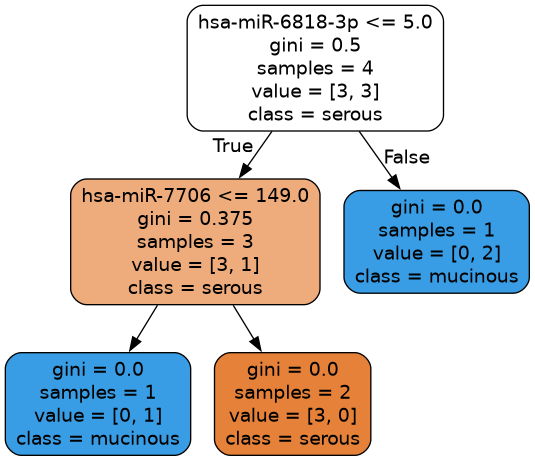 hsa-miR-6818-3p <= 5.0
gini = 0.5
samples = 4
value = [3, 3]
class = serous
True
False
hsa-miR-7706 <= 149.0
gini = 0.375
samples = 3
value = [3, 1]
class = serous
gini = 0.0
samples = 1
value = [0, 2]
class = mucinous
gini = 0.0
samples = 1
value = [0, 1]
class = mucinous
gini = 0.0
samples = 2
value = [3, 0]
class = serous